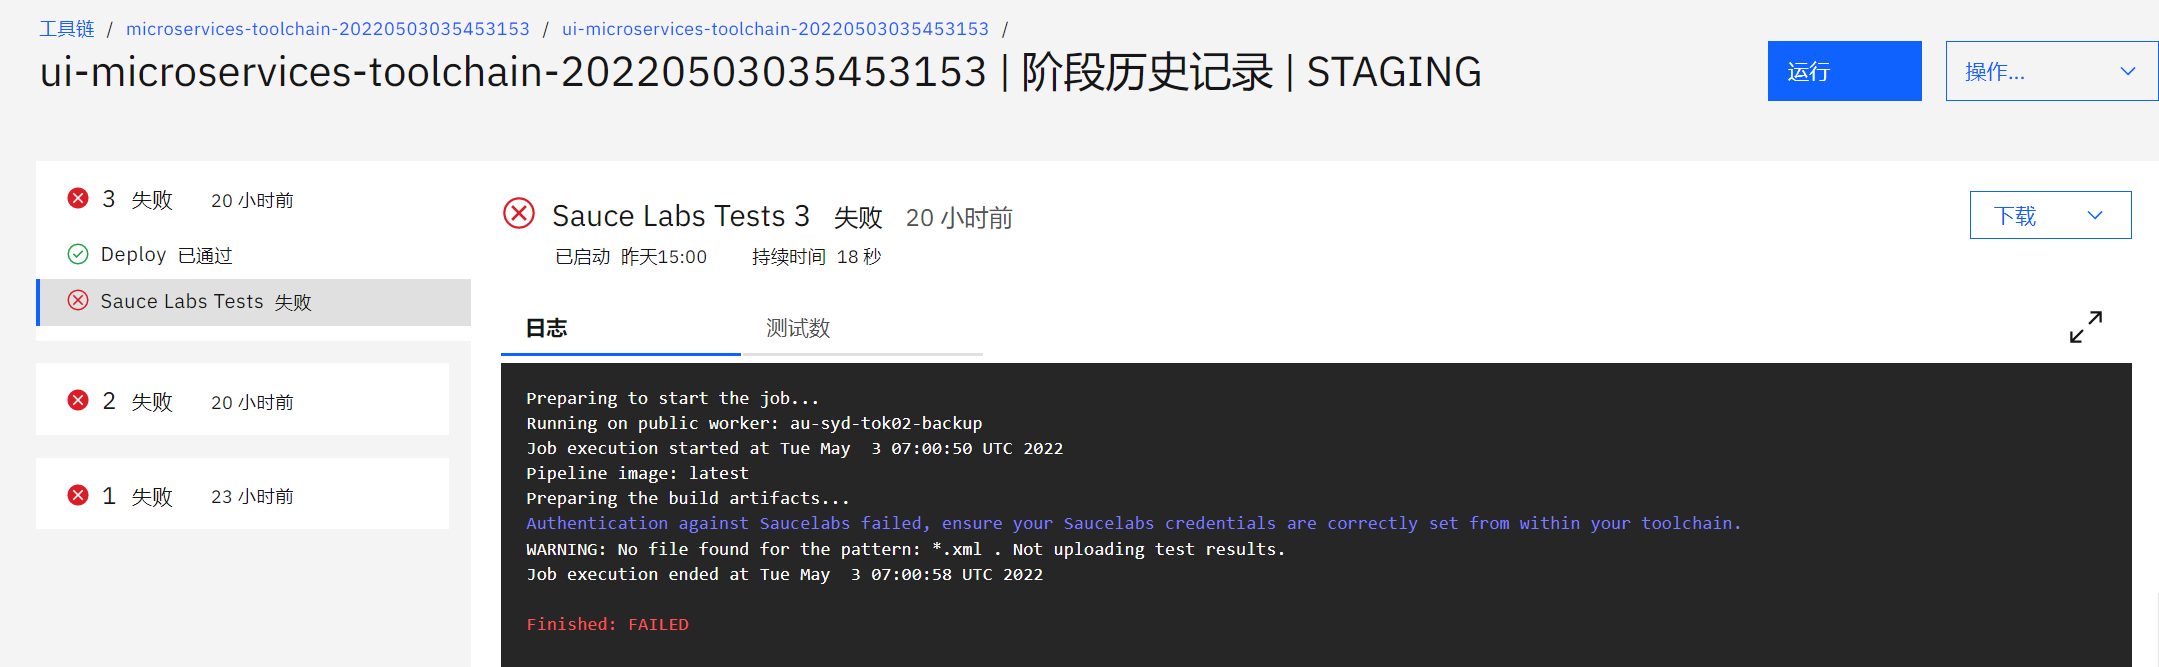 工具链 / microservices-toolchain-20220503035453153 / ui-microservices-toolchain-20220503035453153 /
ui-microservices-toolchain-20220503035453153 | 阶段历史记录 | STAGING
运行
操作...
3 失败 20 小时前
Deploy 已通过
Sauce Labs Tests 失败
2 失败 20 小时前
1 失败 23 小时前
Sauce Labs Tests 3 失败 20 小时前
已启动 昨天15:00 持续时间 18 秒
下载
日志 测试数
Preparing to start the job...
Running on public worker: au-syd-tok02-backup
Job execution started at Tue May  3 07:00:50 UTC 2022
Pipeline image: latest
Preparing the build artifacts...
Authentication against Saucelabs failed, ensure your Saucelabs credentials are correctly set from within your toolchain.
WARNING: No file found for the pattern: *.xml . Not uploading test results.
Job execution ended at Tue May  3 07:00:58 UTC 2022
Finished: FAILED